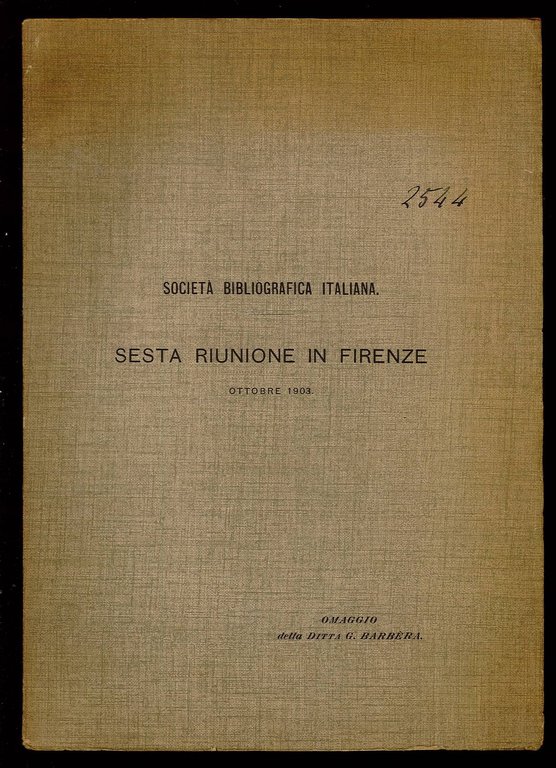 2544
SOCIETÀ BIBLIOGRAFICA ITALIANA.
SESTA RIUNIONE IN FIRENZE
OTTOBRE 1903.
OMAGGIO
della DITTA G. BARBÈRA.